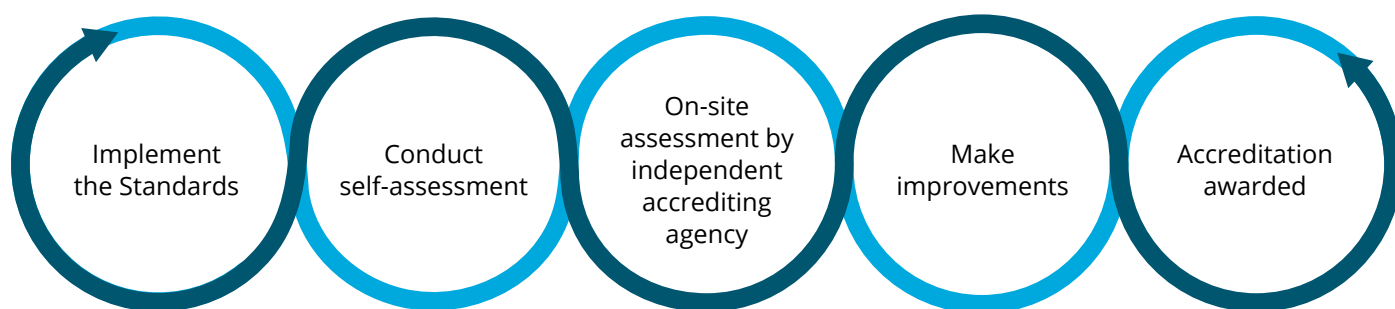 Implement
the Standards
Conduct
self-assessment
On-site
assessment by
independent
accrediting
agency
Make
improvements
Accreditation
awarded